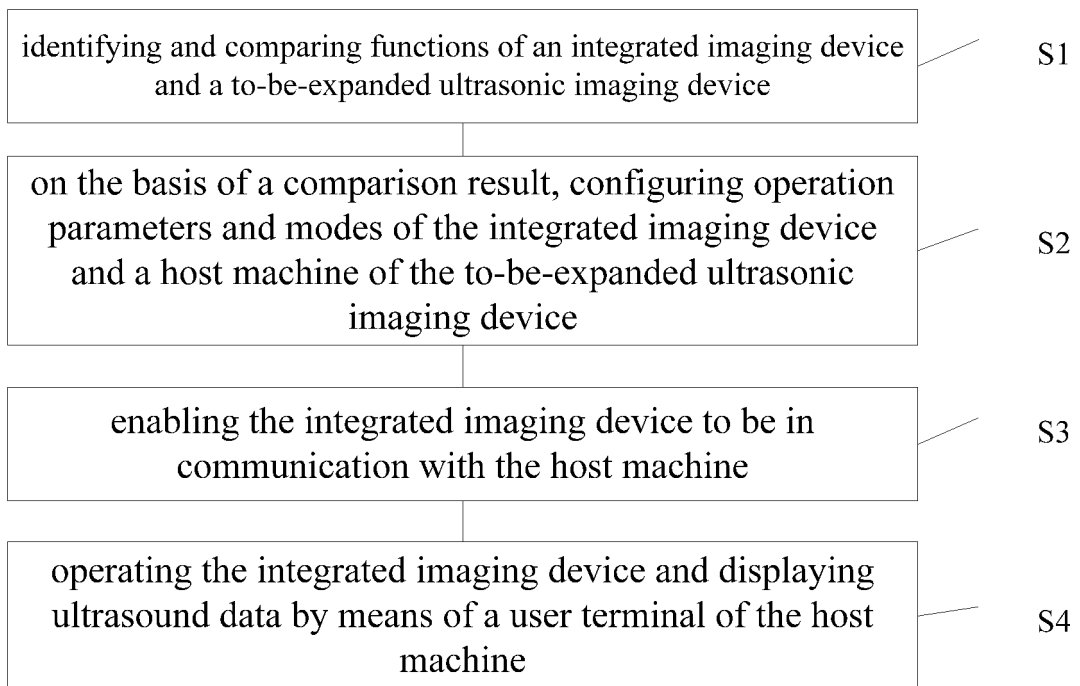 identifying and comparing functions of an integrated imaging device
and a to-be-expanded ultrasonic imaging device
S1
on the basis of a comparison result, configuring operation
parameters and modes of the integrated imaging device
and a host machine of the to-be-expanded ultrasonic
imaging device
S2
enabling the integrated imaging device to be in
communication with the host machine
S3
operating the integrated imaging device and displaying
ultrasound data by means of a user terminal of the host
machine
S4